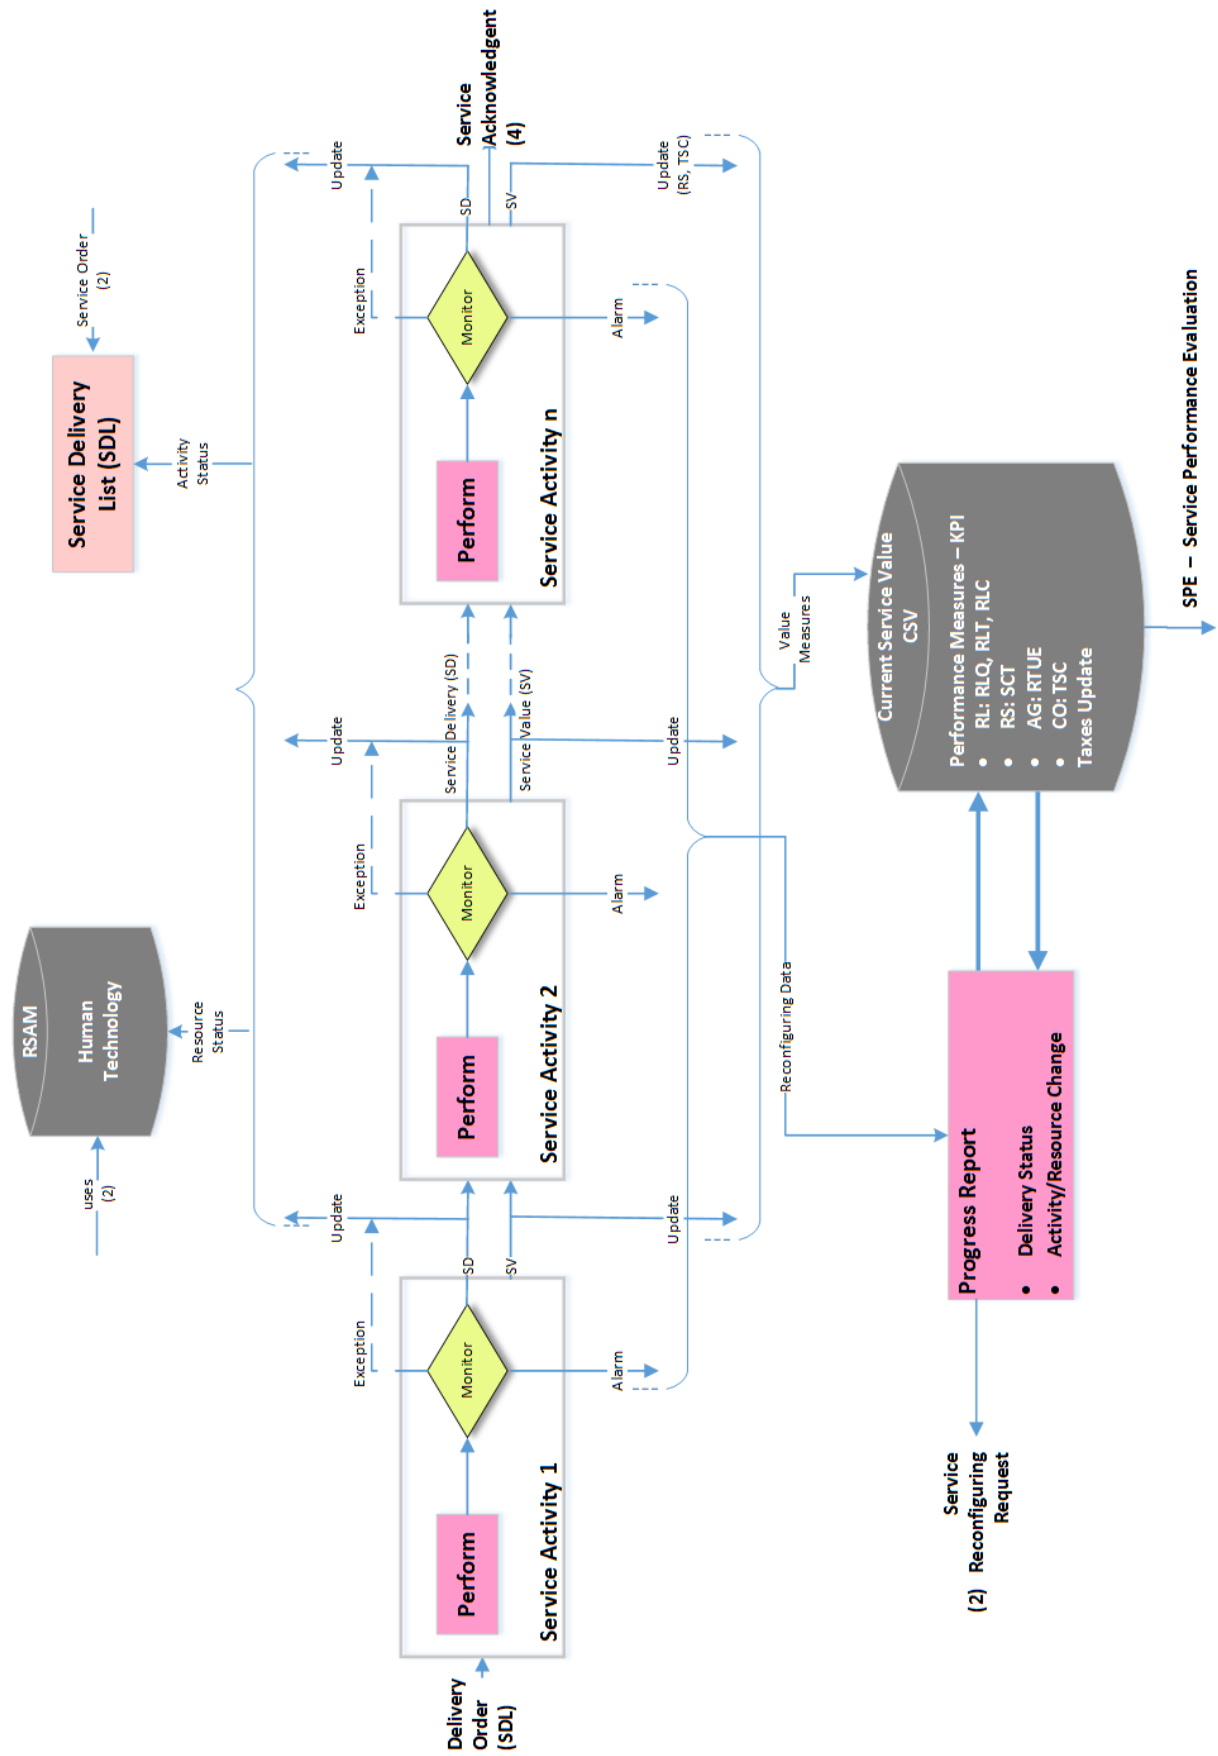 RSAM
Human
Technology
uses
(2)
Resource
Status
Service Delivery
List (SDL)
Service Order
(2)
Activity
Status
Update
Update
Update
Exception
Exception
Exception
Delivery
Order
(SDL)
Perform
Monitor
Service Activity 1
SD
SV
Perform
Monitor
Service Activity 2
Service Delivery (SD)
Service Value (SV)
Perform
Monitor
Service Activity n
SD
SV
Service
Acknowledgent
(4)
Alarm
Alarm
Alarm
Update
Update
Update
(RS, TSC)
Reconfiguring Data
Value
Measures
Service
(2) Reconfiguring
Request
Progress Report
• Delivery Status
• Activity/Resource Change
Current Service Value
CSV
Performance Measures – KPI
• RL: RLQ, RLT, RLC
• RS: SCT
• AG: RTUE
• CO: TSC
Taxes Update
SPE – Service Performance Evaluation